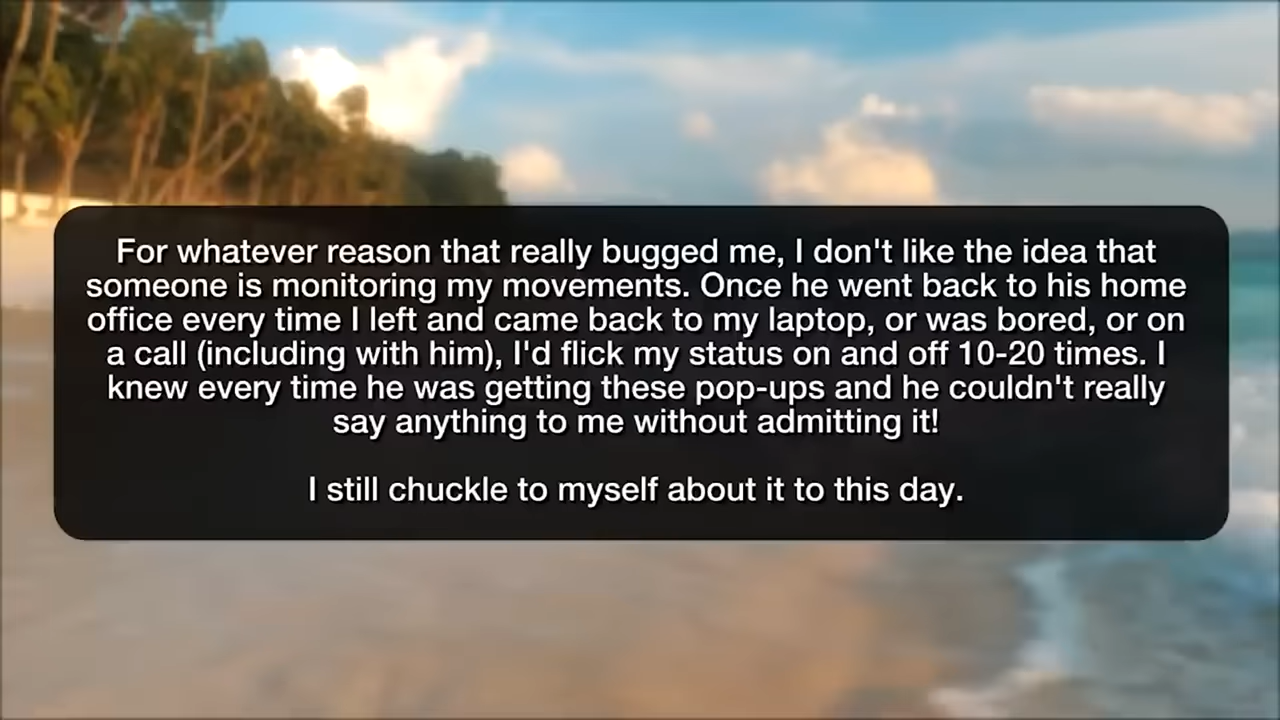 For whatever reason that really bugged me, I don't like the idea that
someone is monitoring my movements. Once he went back to his home
office every time I left and came back to my laptop, or was bored, or on
a call (including with him), I'd flick my status on and off 10-20 times. I
knew every time he was getting these pop-ups and he couldn't really
say anything to me without admitting it!
I still chuckle to myself about it to this day.